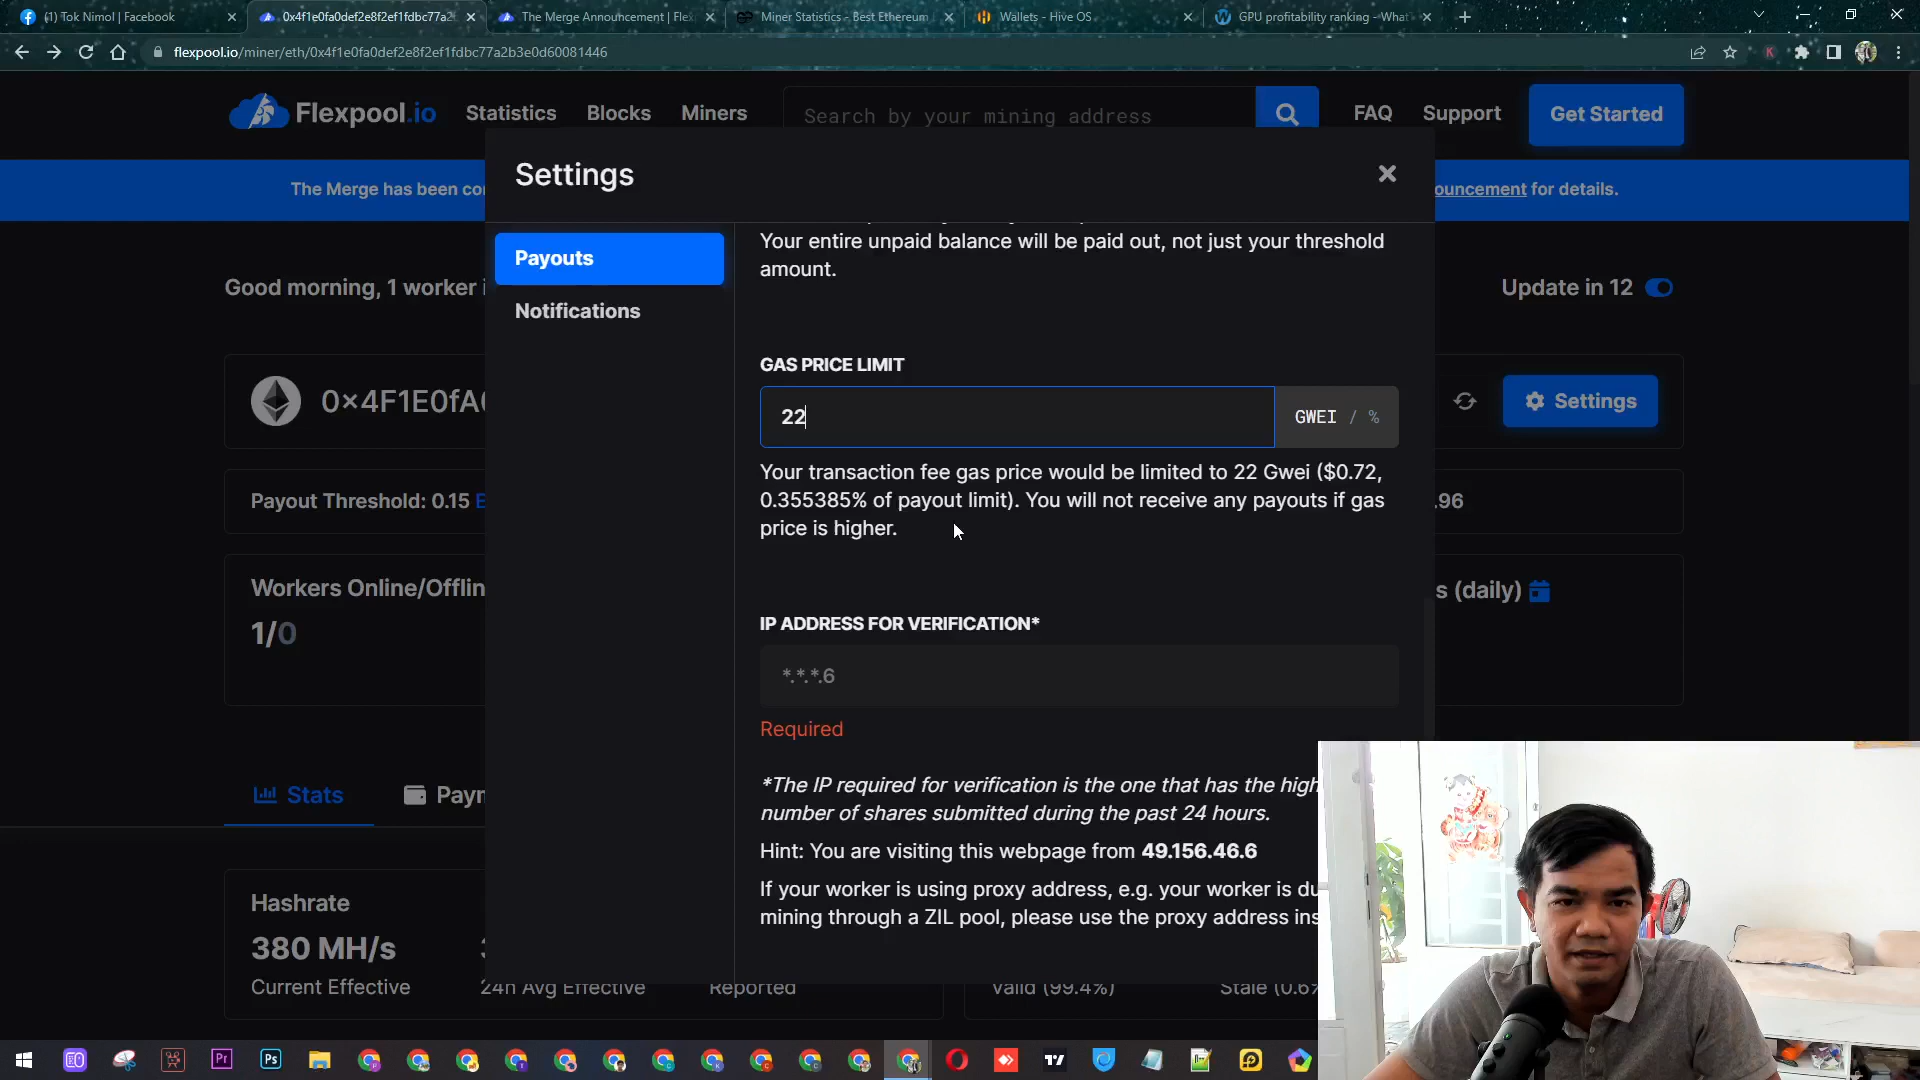 (1) Tok Nimol | Facebook
0x4f1e0fa0def2e8f2ef1fdbc77a2
The Merge Announcement | Flex
Miner Statistics - Best Ethereum
Wallets - Hive OS
GPU profitability ranking - What
flexpool.io/miner/eth/0x4f1e0fa0def2e8f2ef1fdbc77a2b3e0d60081446
Flexpool.io
Statistics
Blocks
Miners
Search by your mining address
FAQ
Support
Get Started
The Merge has been co
ouncement for details.
Settings
Payouts
Notifications
Your entire unpaid balance will be paid out, not just your threshold
amount.
Good morning, 1 worker i
Update in 12
GAS PRICE LIMIT
22
GWEI / %
0x4F1E0fA
Settings
Your transaction fee gas price would be limited to 22 Gwei ($0.72,
0.355385% of payout limit). You will not receive any payouts if gas
price is higher.
Payout Threshold: 0.15 E
.96
Workers Online/Offlin
1/0
s (daily)
IP ADDRESS FOR VERIFICATION*
*.*.*.6
Required
*The IP required for verification is the one that has the high
number of shares submitted during the past 24 hours.
Hint: You are visiting this webpage from 49.156.46.6
If your worker is using proxy address, e.g. your worker is du
mining through a ZIL pool, please use the proxy address ins
Stats
Paym
Hashrate
380 MH/s
Current Effective
24h Avg Effective
Reported
Valid (99.4%)
Stale (0.6%
Pr
Ps